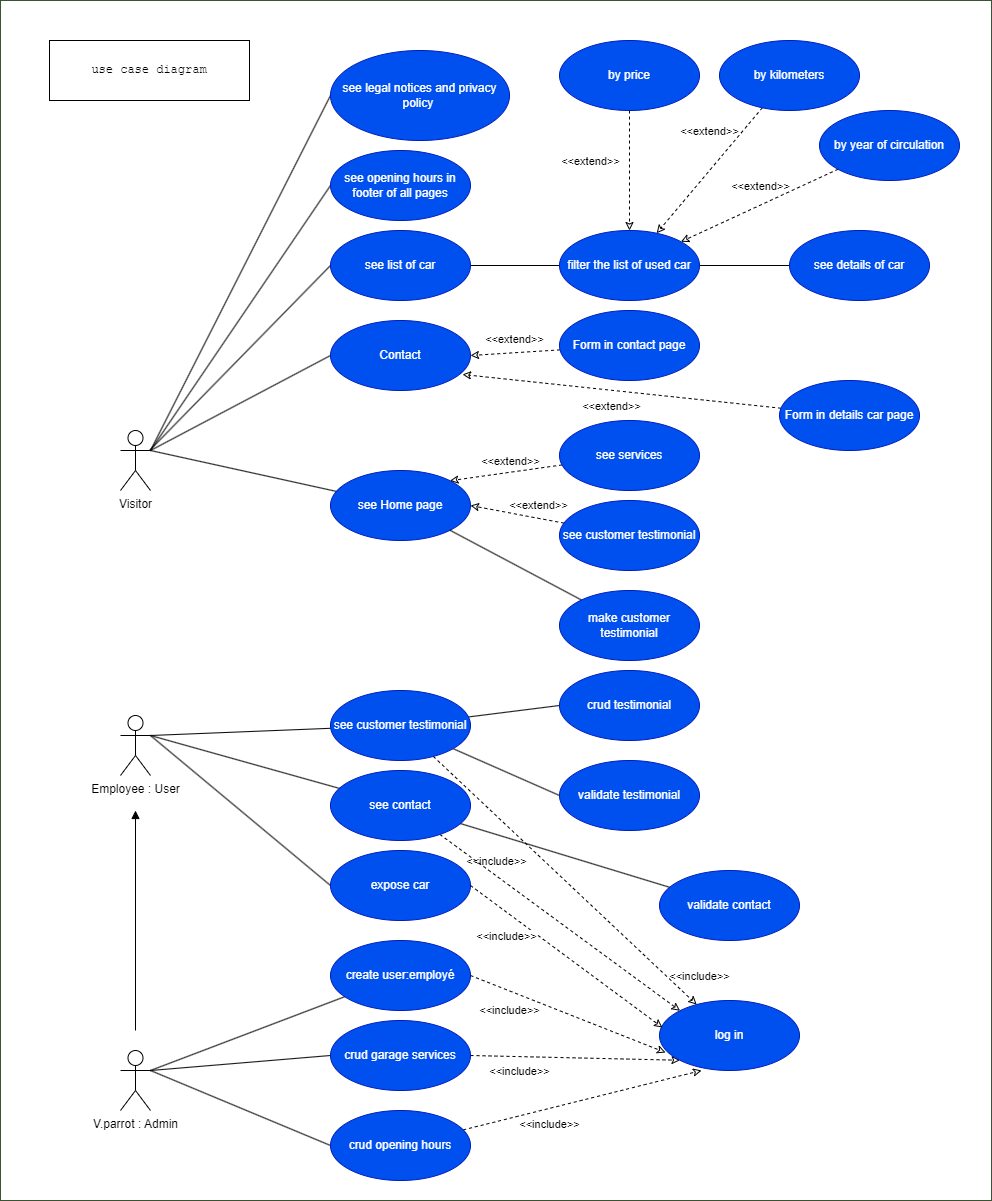 use case diagram
see legal notices and privacy
policy
by price
by kilometers
<<extend>>
by year of circulation
<<extend>>
see opening hours in
footer of all pages
<<extend>>
see list of car
filter the list of used car
see details of car
Contact
<<extend>>
Form in contact page
<<extend>>
Form in details car page
Visitor
see Home page
<<extend>>
see services
<<extend>>
see customer testimonial
make customer
testimonial
crud testimonial
see customer testimonial
Employee : User
validate testimonial
see contact
<<include>>
expose car
validate contact
<<include>>
create user:employé
<<include>>
<<include>>
log in
crud garage services
<<include>>
V.parrot : Admin
<<include>>
crud opening hours